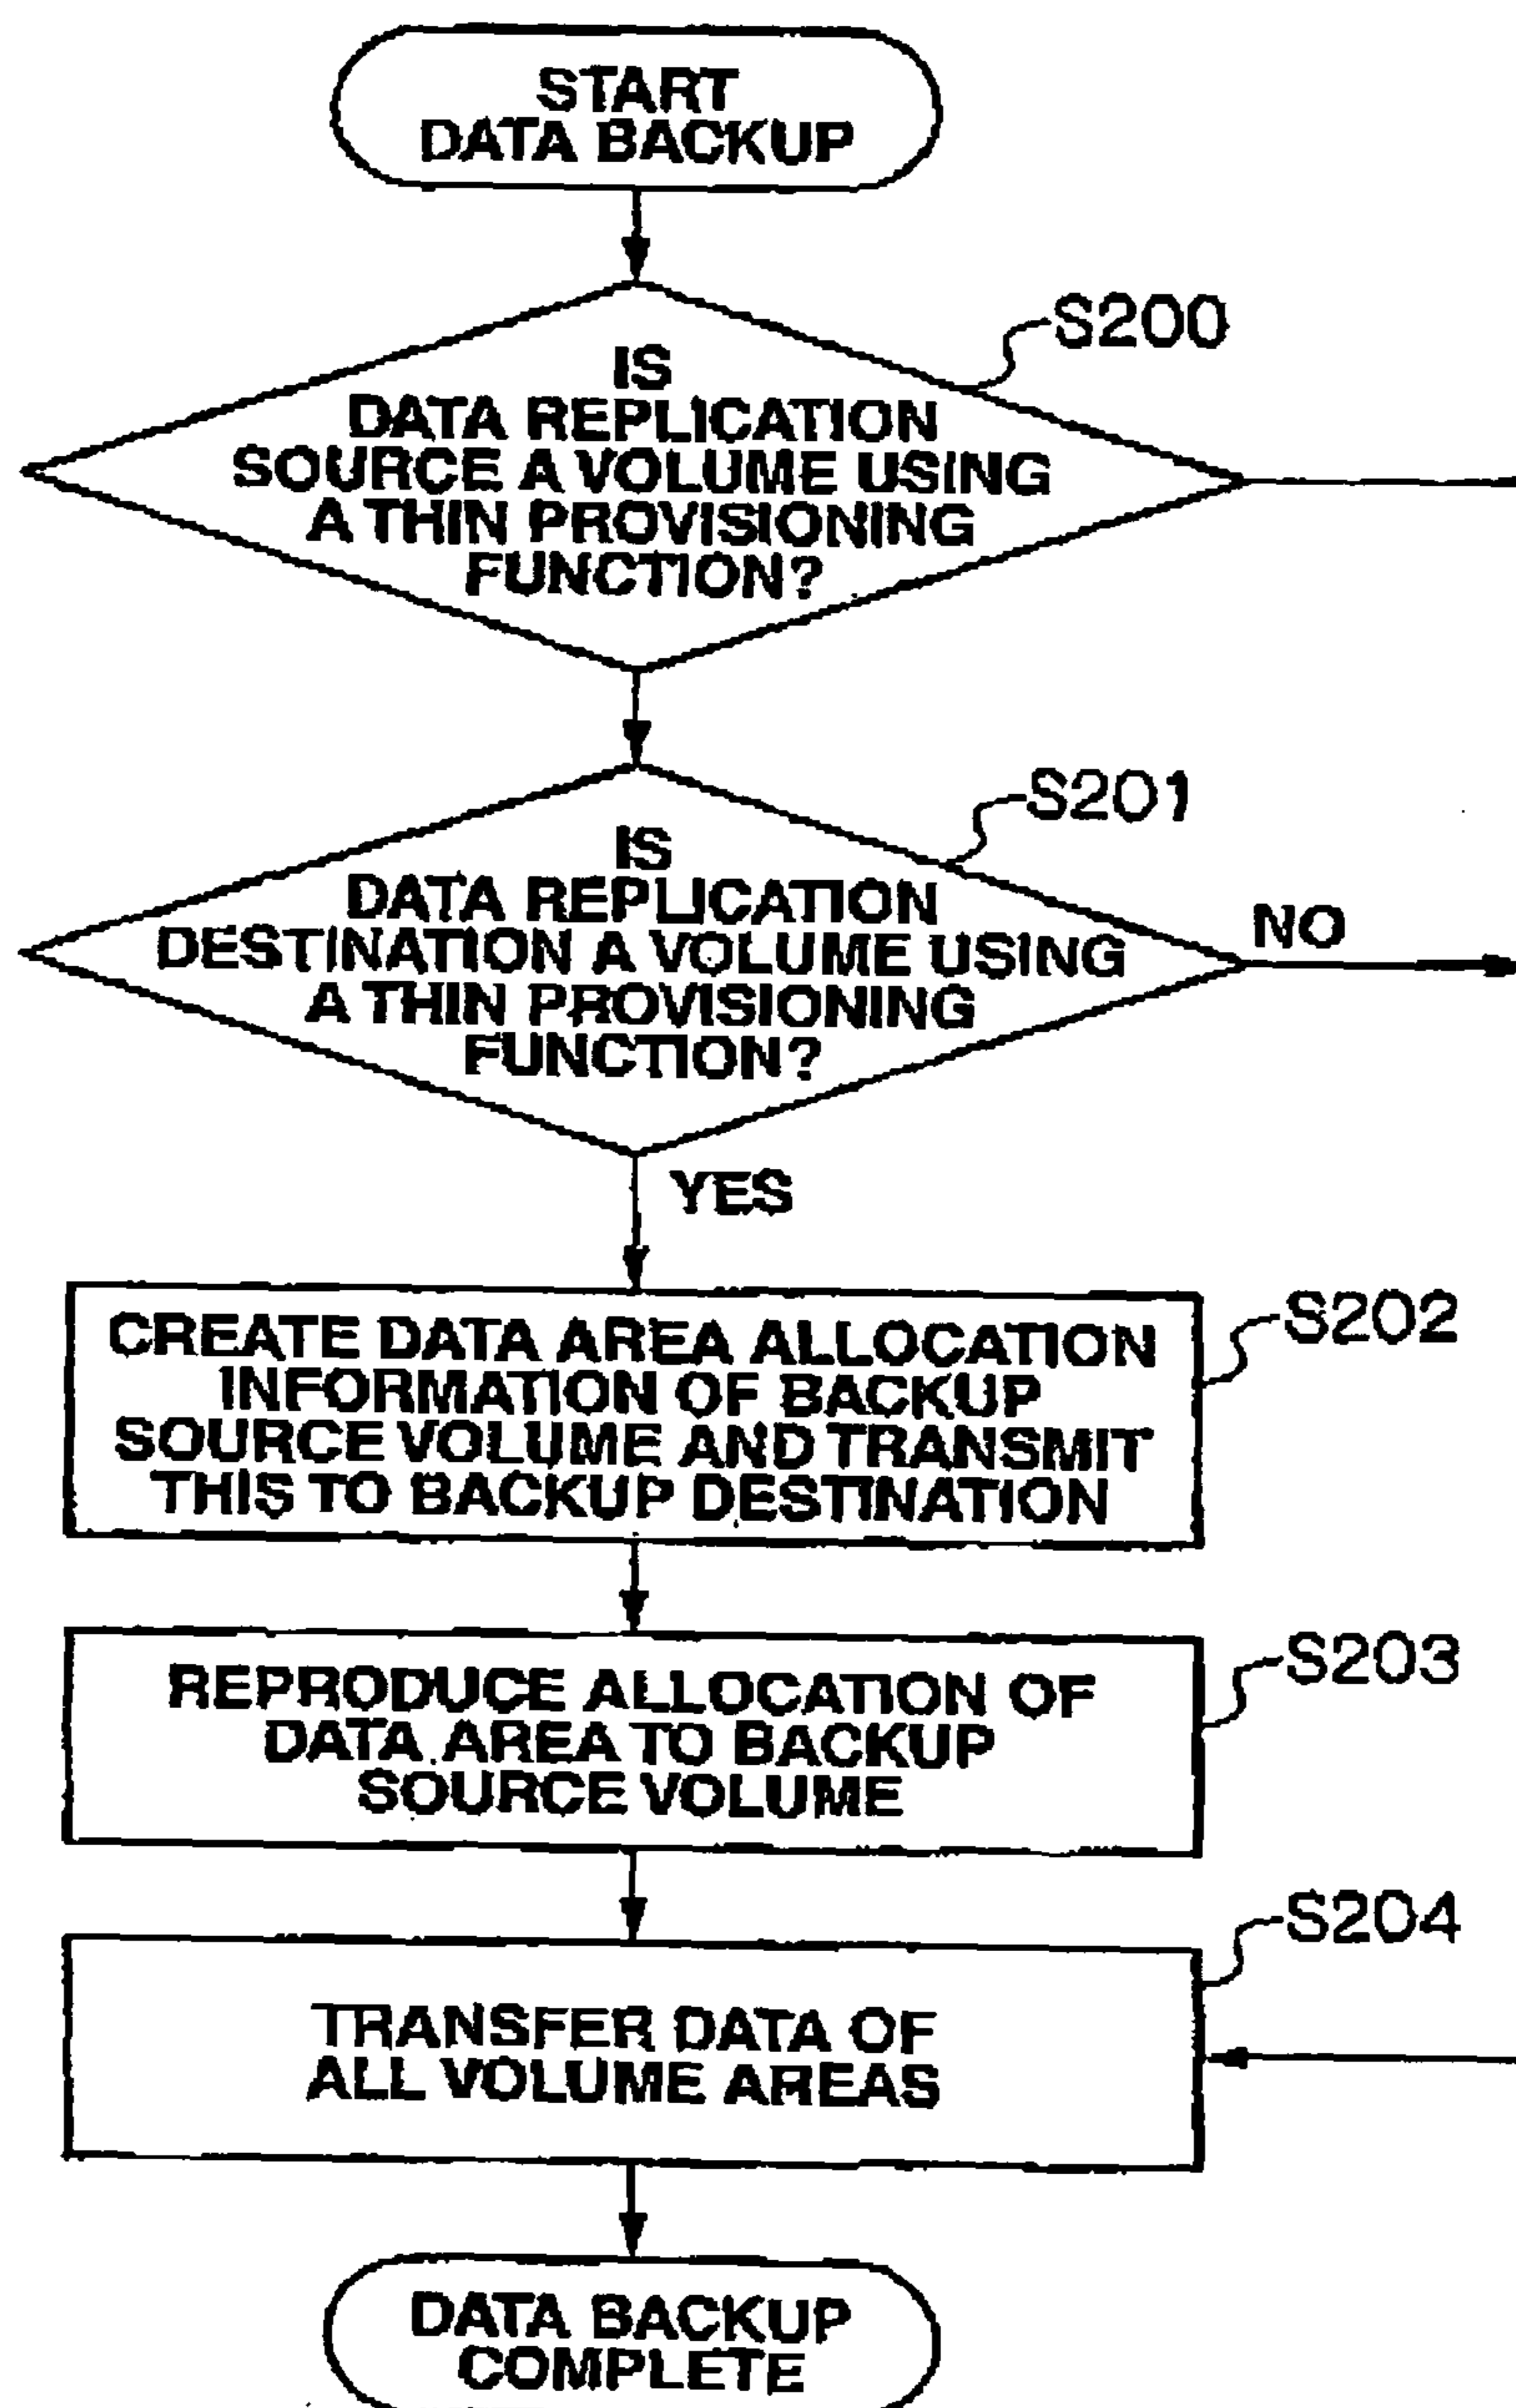 START
DATA BACKUP
S200
IS
DATA REPLICATION
SOURCE A VOLUME USING
A THIN PROVISIONING
FUNCTION?
S201
IS
DATA REPLICATION
DESTINATION A VOLUME USING
A THIN PROVISIONING
FUNCTION?
NO
YES
S202
CREATE DATA AREA ALLOCATION
INFORMATION OF BACKUP
SOURCE VOLUME AND TRANSMIT
THIS TO BACKUP DESTINATION
S203
REPRODUCE ALLOCATION OF
DATA AREA TO BACKUP
SOURCE VOLUME
S204
TRANSFER DATA OF
ALL VOLUME AREAS
DATA BACKUP
COMPLETE